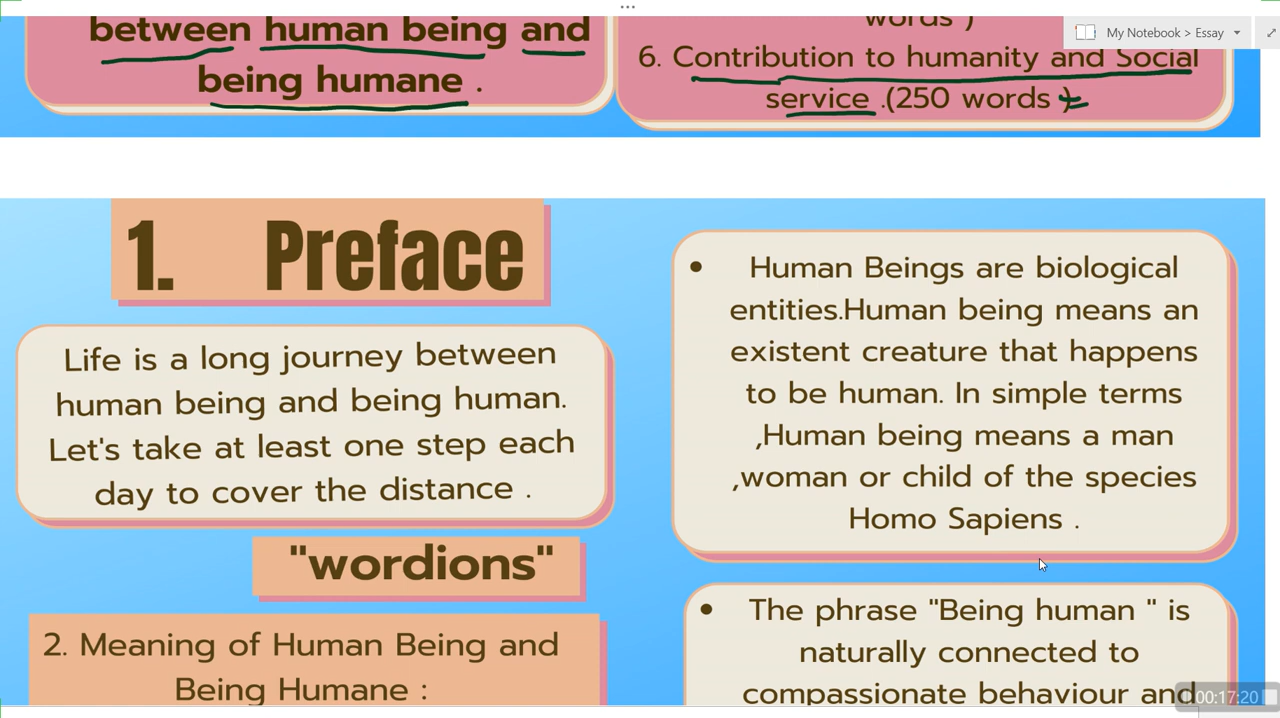 between human being and
being humane .
words )
6. Contribution to humanity and Social
service .(250 words )
My Notebook > Essay
1. Preface
Life is a long journey between
human being and being human.
Let's take at least one step each
day to cover the distance .
"wordions"
2. Meaning of Human Being and
Being Humane :
• Human Beings are biological
entities.Human being means an
existent creature that happens
to be human. In simple terms
,Human being means a man
,woman or child of the species
Homo Sapiens .
• The phrase "Being human " is
naturally connected to
compassionate behaviour and
00:17:20